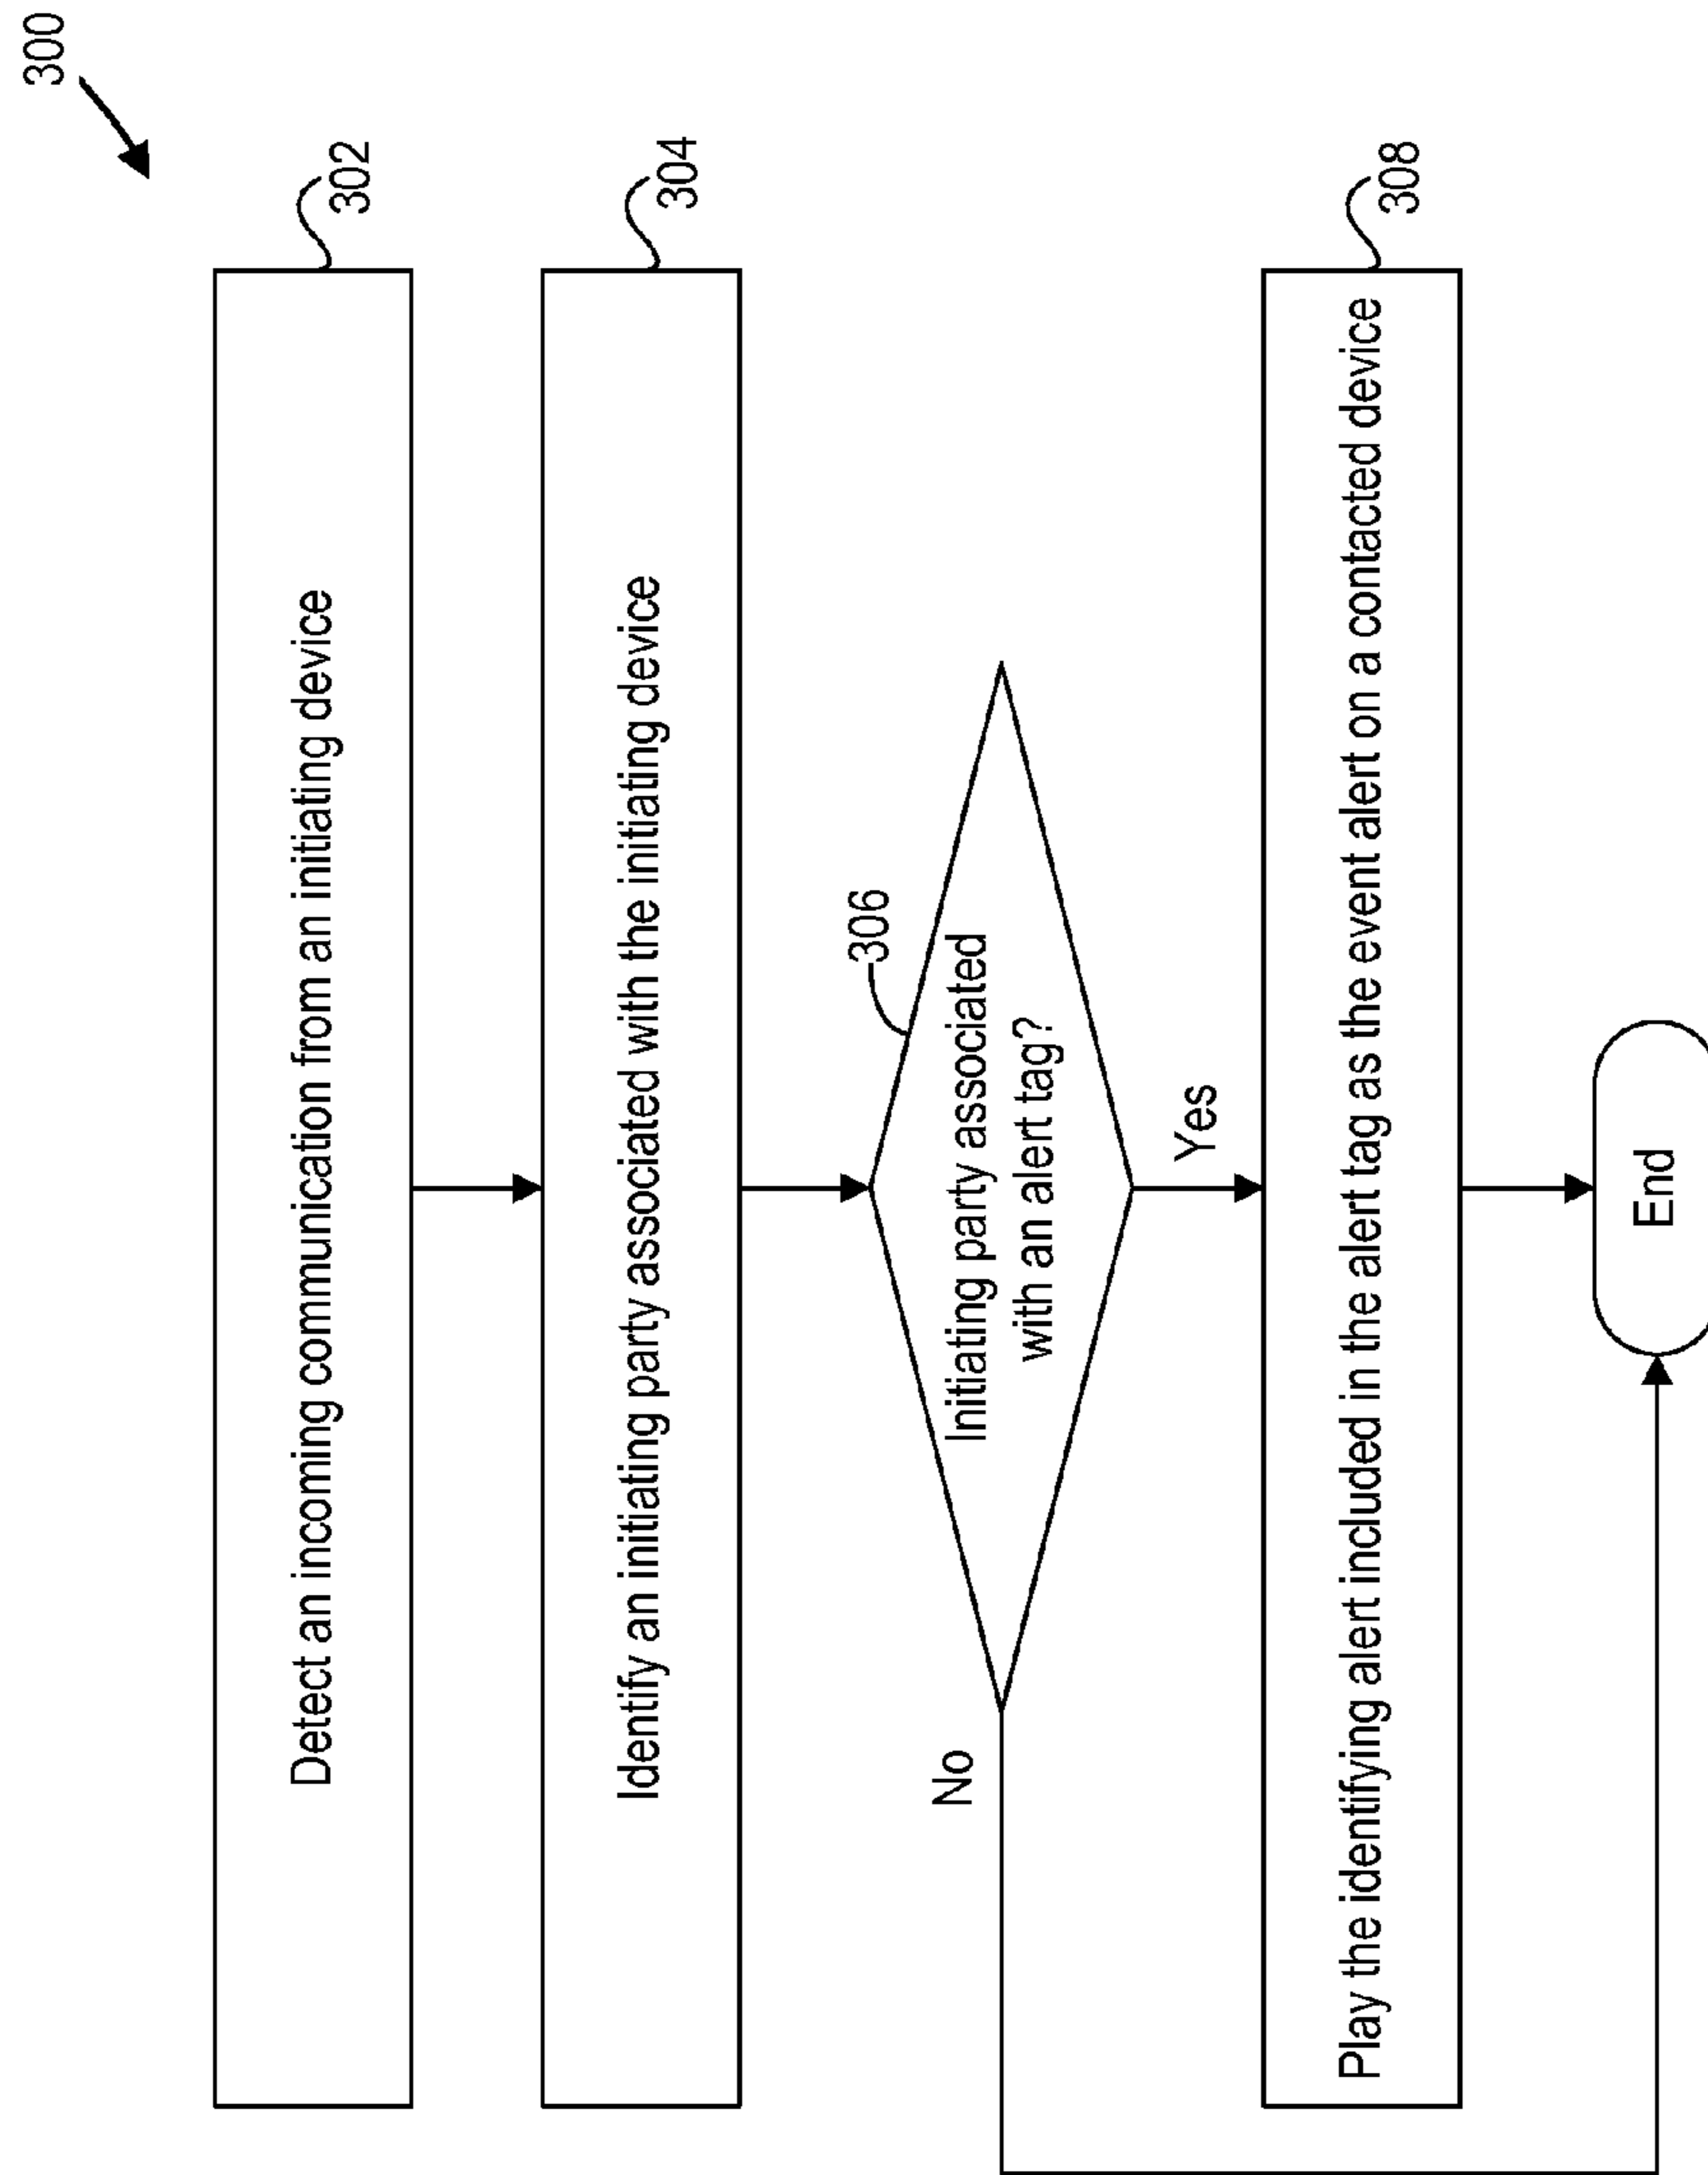 300
Detect an incoming communication from an initiating device
302
Identify an initiating party associated with the initiating device
304
306
Initiating party associated
with an alert tag?
No
Yes
Play the identifying alert included in the alert tag as the event alert on a contacted device
308
End